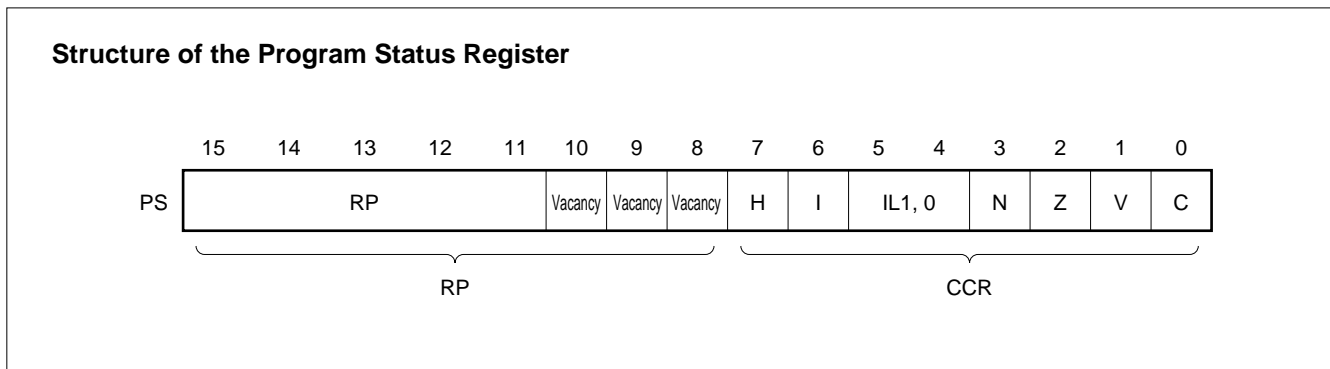 Structure of the Program Status Register
15 14 13 12 11 10 9 8 7 6 5 4 3 2 1 0
PS RP Vacancy Vacancy Vacancy H I IL1, 0 N Z V C
RP CCR